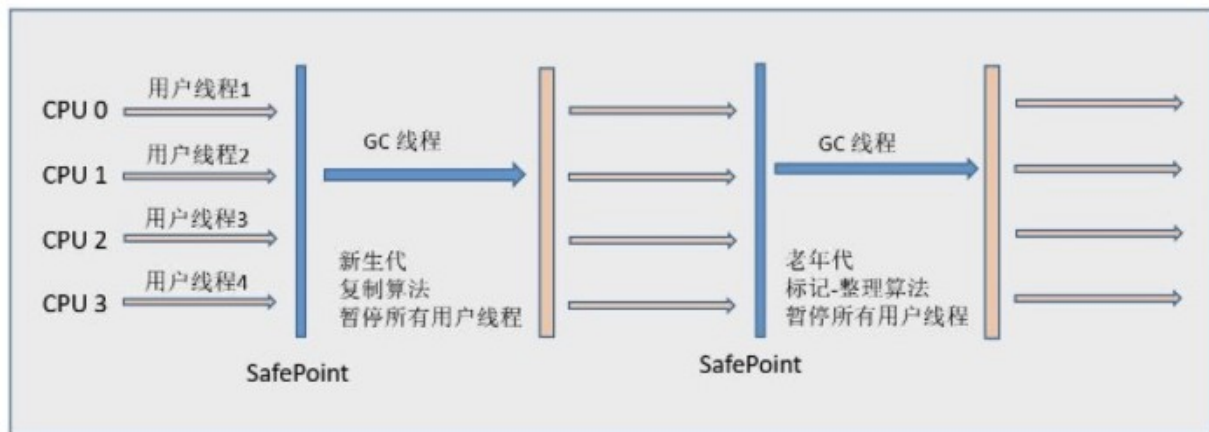 CPU 0
用户线程1
CPU 1
用户线程2
CPU 2
用户线程3
CPU 3
用户线程4
SafePoint
GC 线程
新生代
复制算法
暂停所有用户线程
SafePoint
GC 线程
老年代
标记-整理算法
暂停所有用户线程